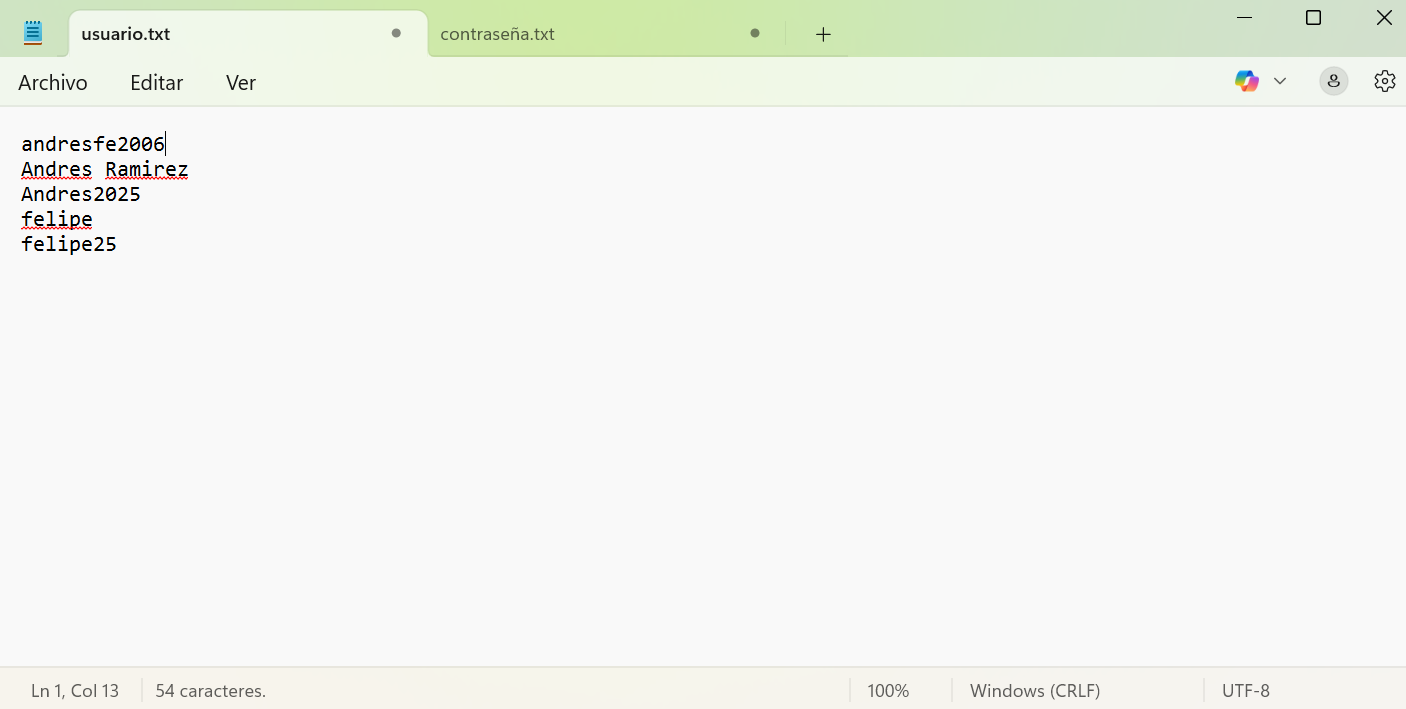 usuario.txt
contraseña.txt
Archivo Editar Ver
andresfe2006
Andres Ramirez
Andres2025
felipe
felipe25
Ln 1, Col 13 54 caracteres. 100% Windows (CRLF) UTF-8